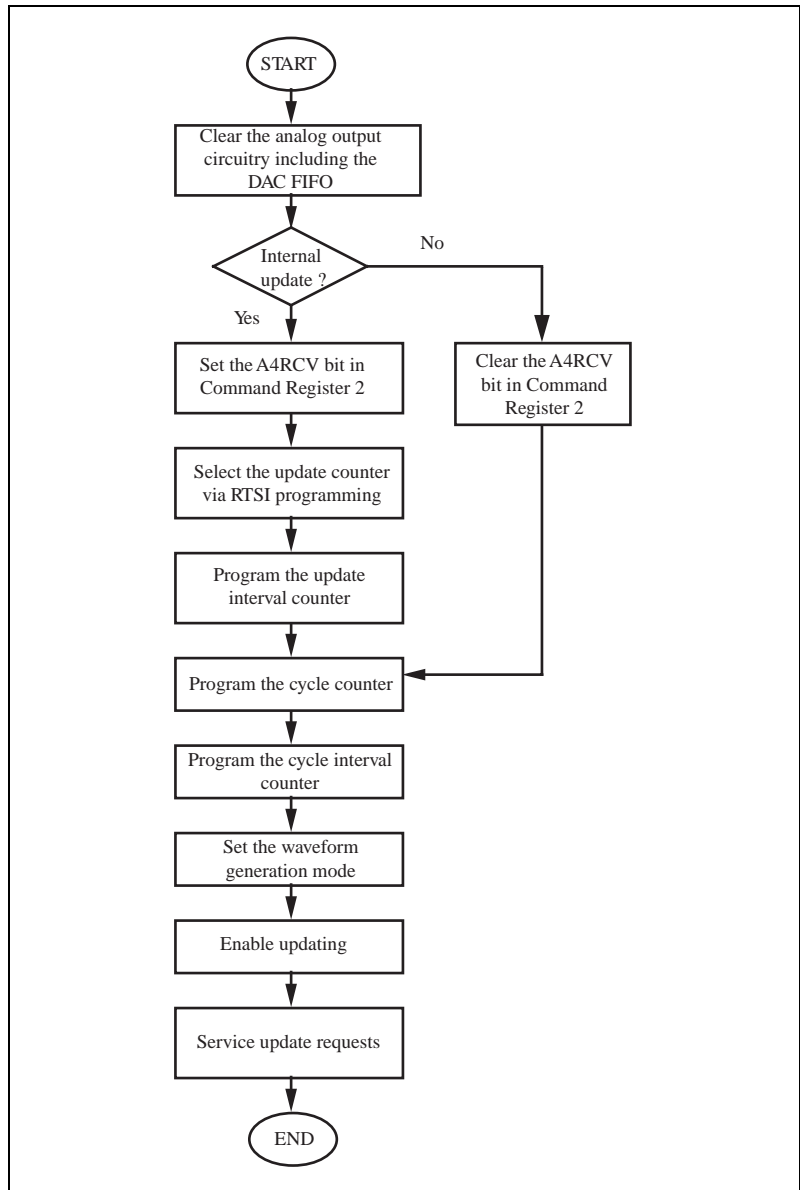 START
Clear the analog output
circuitry including the
DAC FIFO
Internal
update ?
No
Yes
Set the A4RCV bit in
Command Register 2
Clear the A4RCV
bit in Command
Register 2
Select the update counter
via RTSI programming
Program the update
interval counter
Program the cycle counter
Program the cycle interval
counter
Set the waveform
generation mode
Enable updating
Service update requests
END